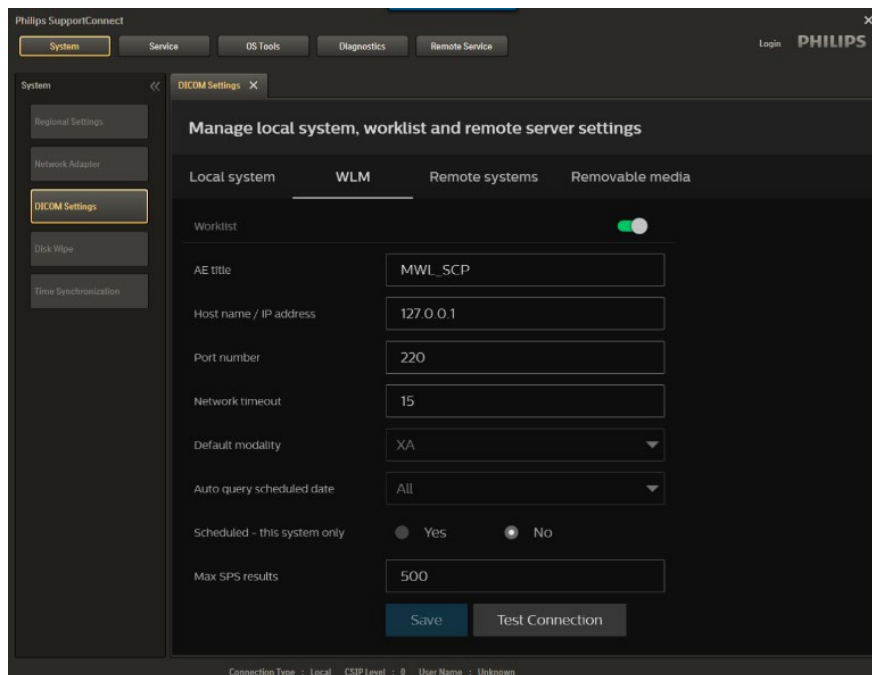 Philips SupportConnect
System Service OS Tools Diagnostics Remote Service Login PHILIPS
System
DICOM Settings
Regional Settings
Network Adapter
DICOM Settings
Disk Wipe
Time Synchronization
Manage local system, worklist and remote server settings
Local system WLM Remote systems Removable media
Worklist
AE title MWL_SCP
Host name / IP address 127.0.0.1
Port number 220
Network timeout 15
Default modality XA
Auto query scheduled date All
Scheduled - this system only Yes No
Max SPS results 500
Save Test Connection
Connection Type : Local CSIP Level : 0 User Name : Unknown